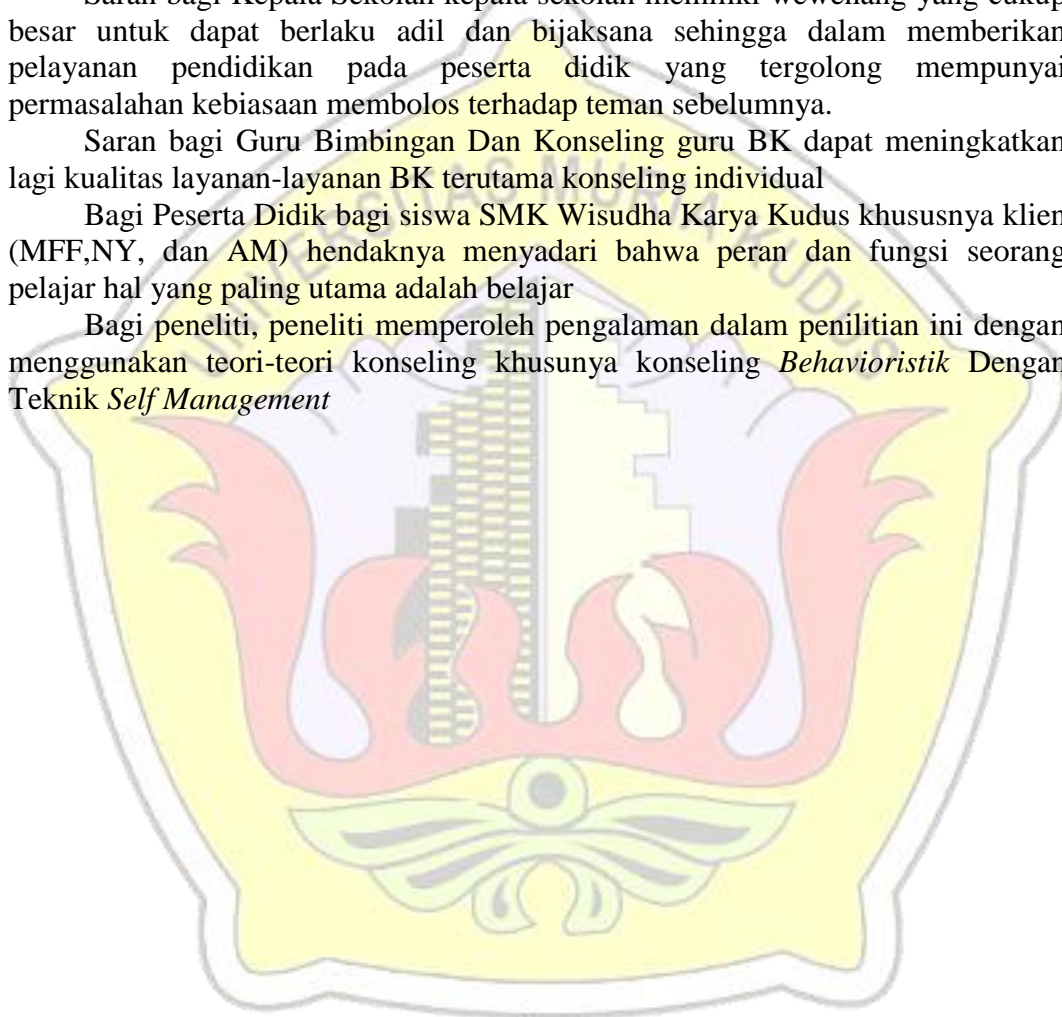 Saran bagi Kepala Sekolah kepala sekolah memiliki wewenang yang cukup
besar untuk dapat berlaku adil dan bijaksana sehingga dalam memberikan
pelayanan pendidikan pada peserta didik yang tergolong mempunyai
permasalahan kebiasaan membolos terhadap teman sebelumnya.
Saran bagi Guru Bimbingan Dan Konseling guru BK dapat meningkatkan
lagi kualitas layanan-layanan BK terutama konseling individual
Bagi Peserta Didik bagi siswa SMK Wisudha Karya Kudus khususnya klien
(MFF,NY, dan AM) hendaknya menyadari bahwa peran dan fungsi seorang
pelajar hal yang paling utama adalah belajar
Bagi peneliti, peneliti memperoleh pengalaman dalam penilitian ini dengan
menggunakan teori-teori konseling khusunya konseling Behavioristik Dengan
Teknik Self Management
UNIVERSITAS MURIA KUDUS